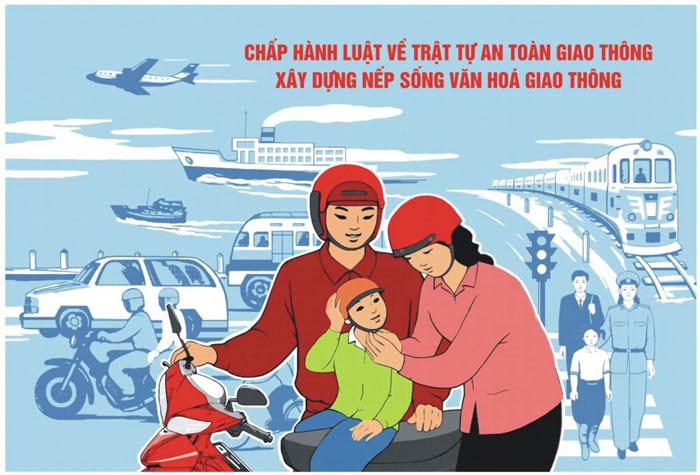 CHẤP HÀNH LUẬT VỀ TRẬT TỰ AN TOÀN GIAO THÔNG
XÂY DỰNG NẾP SỐNG VĂN HOÁ GIAO THÔNG